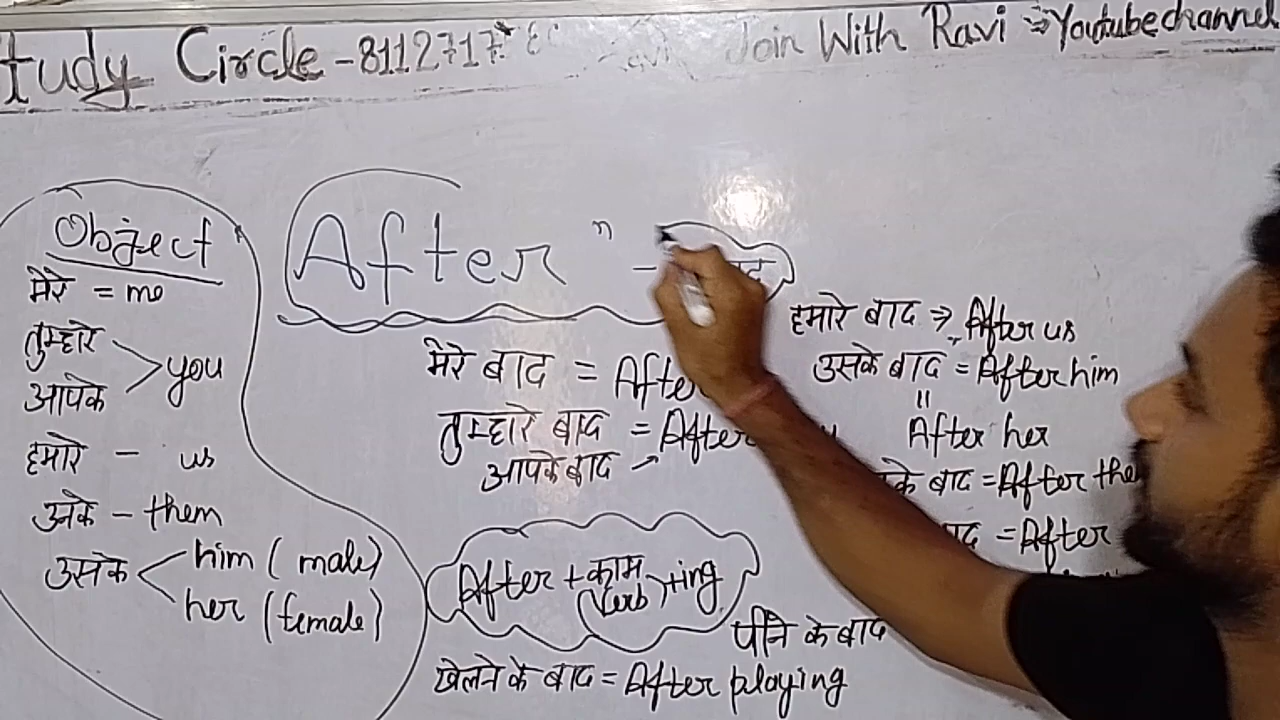 tudy Circle - 8112717* Join With Ravi ⇒ Youtube channel
Object
मेरे = me
तुम्हारे
आपके > you
हमारे - us
उनके - them
उसके < him (male)
her (female)
After " -
मेरे बाद = After
तुम्हारे बाद = After
आपके बाद
हमारे बाद ⇒ After us
उसके बाद = After him
" After her
के बाद = After the
बाद = After
After + काम (verb) + ing
पीने के बाद
खेलने के बाद = After playing